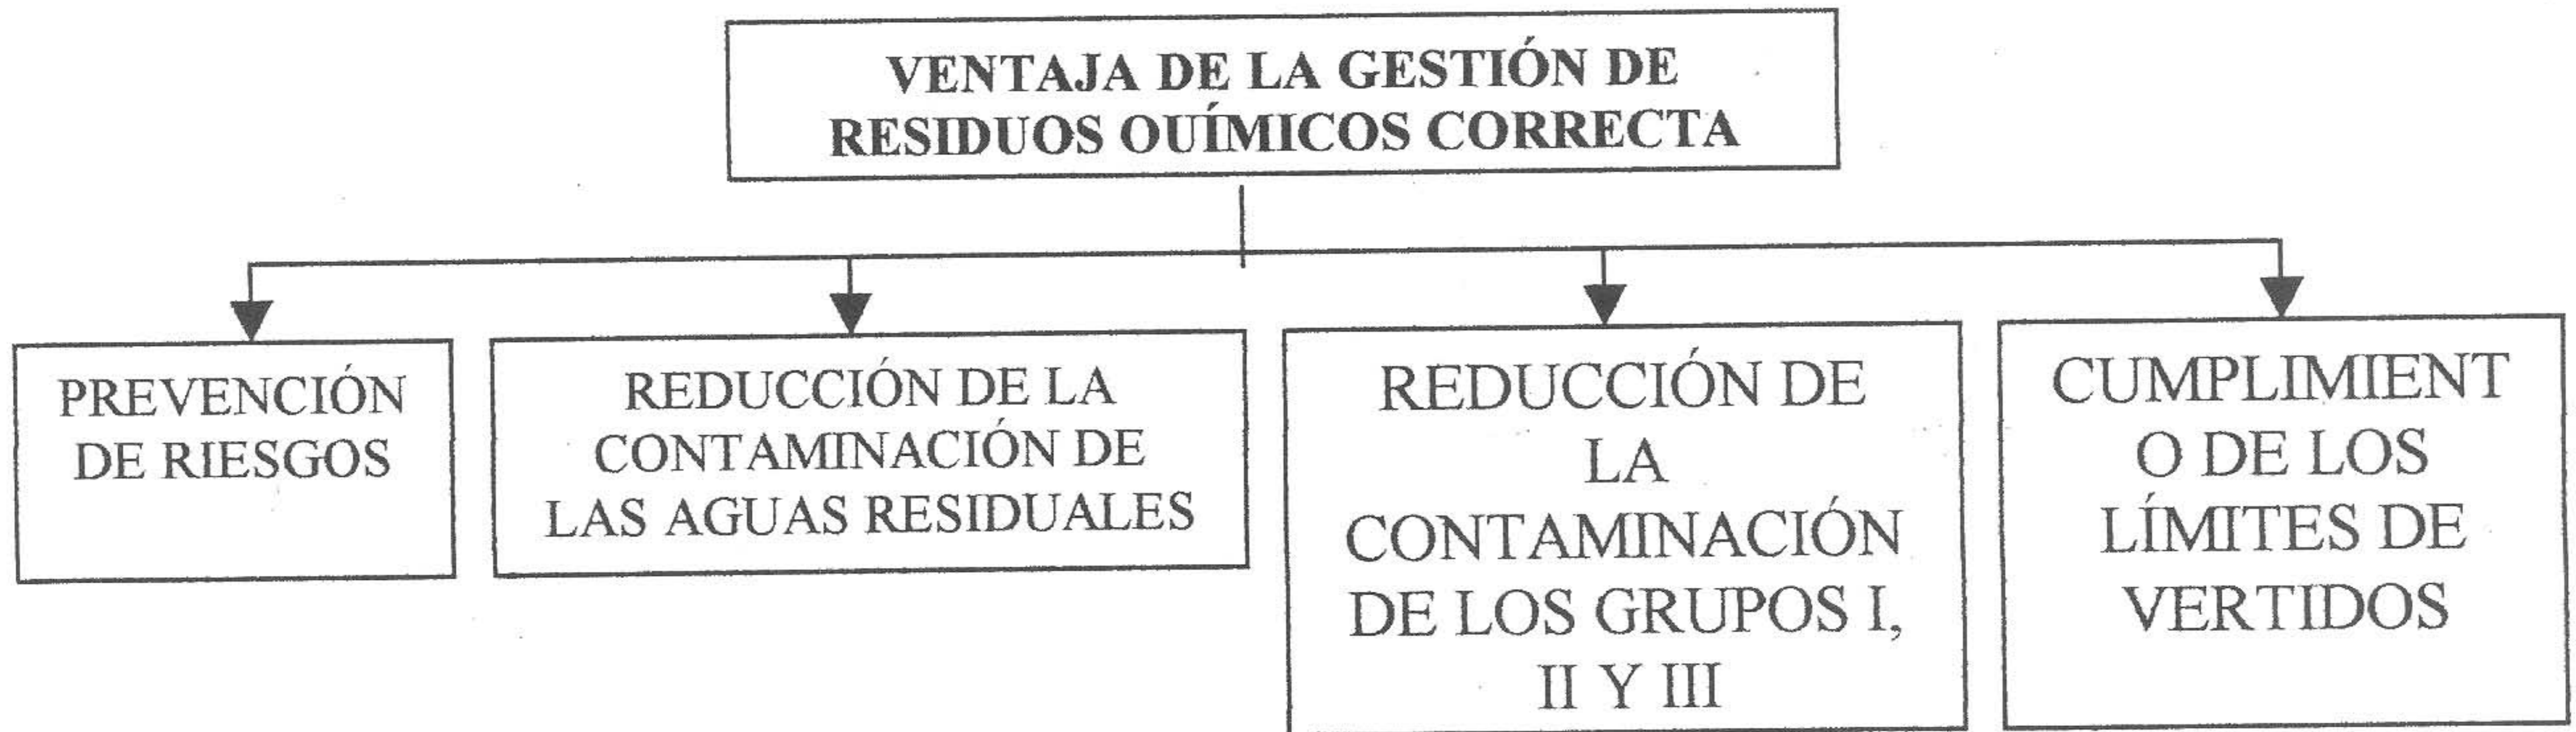 VENTAJA DE LA GESTIÓN DE
RESIDUOS OUÍMICOS CORRECTA
PREVENCIÓN
DE RIESGOS
REDUCCIÓN DE LA
CONTAMINACIÓN DE
LAS AGUAS RESIDUALES
REDUCCIÓN DE
LA
CONTAMINACIÓN
DE LOS GRUPOS I,
II Y III
CUMPLIMIENT
O DE LOS
LÍMITES DE
VERTIDOS